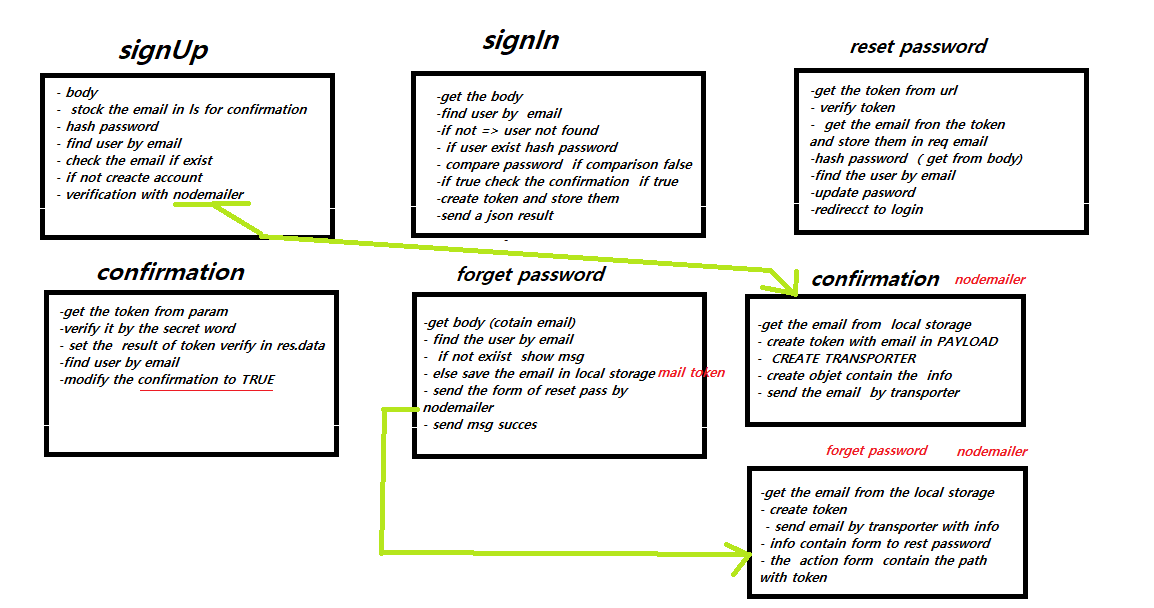 signUp
- body
- stock the email in ls for confirmation
- hash password
- find user by email
- check the email if exist
- if not creacte account
- verification with nodemailer
signIn
-get the body
-find user by email
-if not => user not found
- if user exist hash password
- compare password if comparison false
-if true check the confirmation if true
-create token and store them
-send a json result
reset password
-get the token from url
- verify token
- get the email fron the token
and store them in req email
-hash password ( get from body)
-find the user by email
-update pasword
-redirecct to login
confirmation
-get the token from param
-verify it by the secret word
- set the result of token verify in res.data
-find user by email
-modify the confirmation to TRUE
forget password
-get body (cotain email)
- find the user by email
- if not exiist show msg
- else save the email in local storage mail token
- send the form of reset pass by
nodemailer
- send msg succes
confirmation nodemailer
-get the email from local storage
- create token with email in PAYLOAD
- CREATE TRANSPORTER
- create objet contain the info
- send the email by transporter
forget password nodemailer
-get the email from the local storage
- create token
- send email by transporter with info
- info contain form to rest password
- the action form contain the path
with token